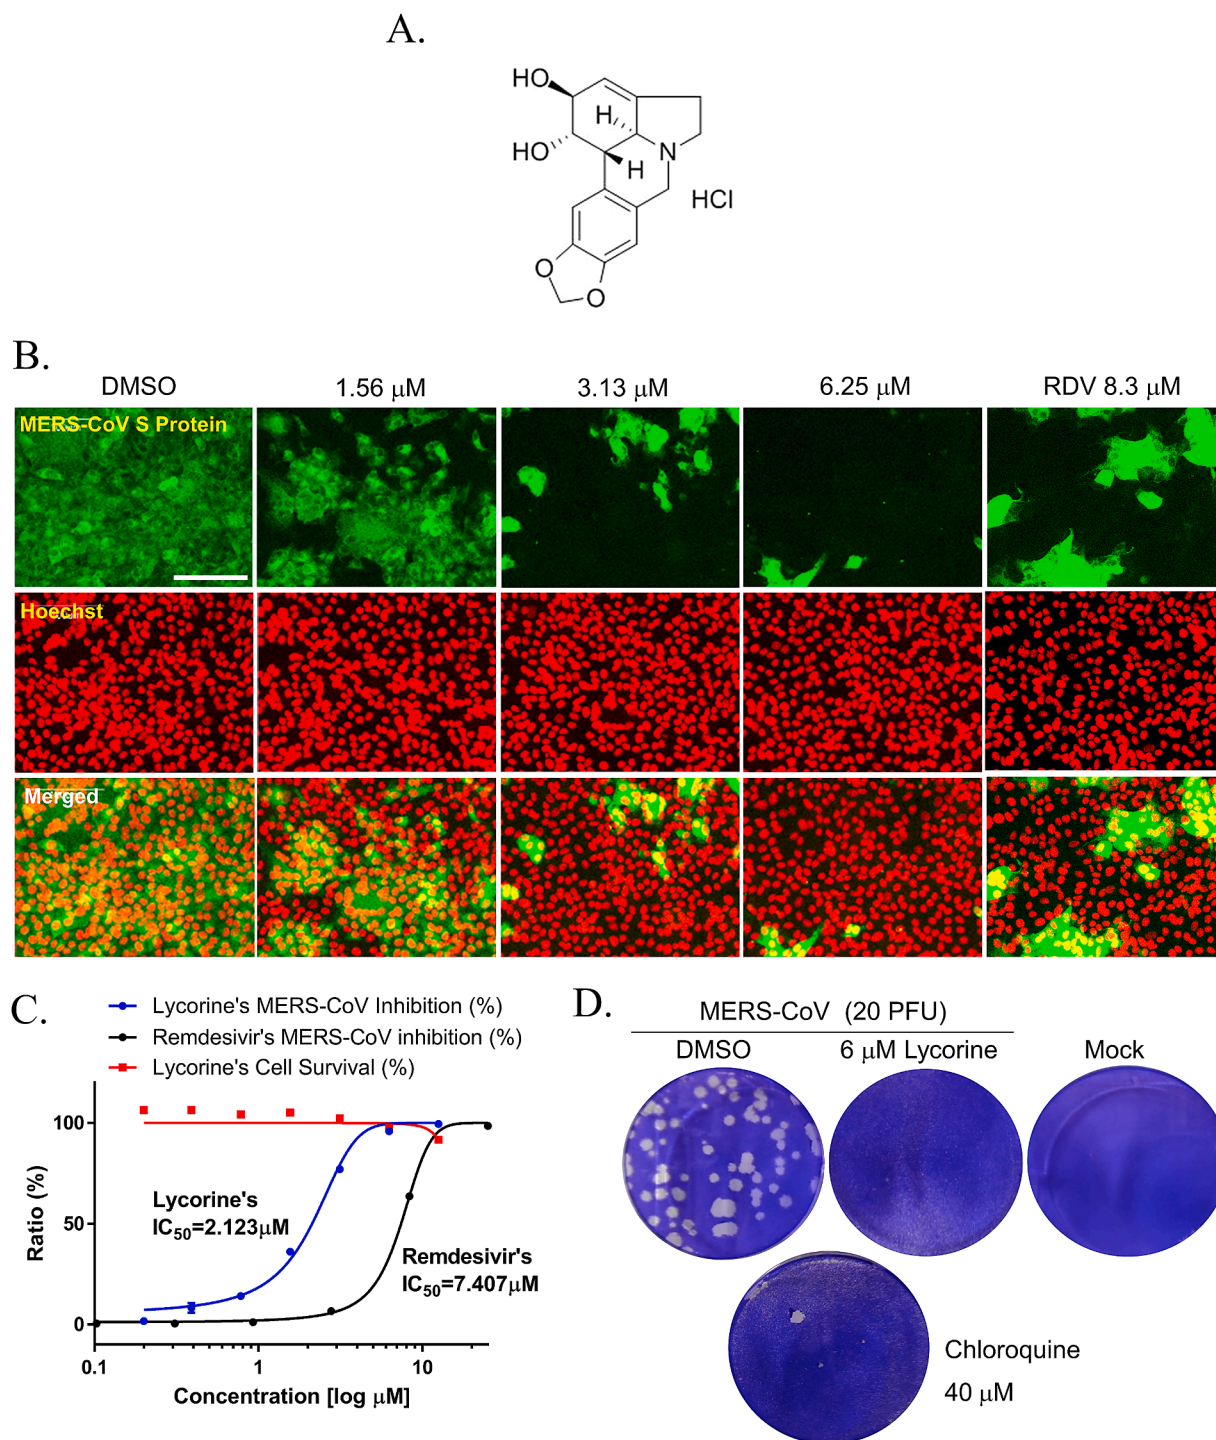 A.
HO
H
HO
H
N
HCl
O
O
B.
DMSO 1.56 μM 3.13 μM 6.25 μM RDV 8.3 μM
MERS-CoV S Protein
Hoechst
Merged
C.
Lycorine's MERS-CoV Inhibition (%)
Remdesivir's MERS-CoV inhibition (%)
Lycorine's Cell Survival (%)
Ratio (%)
100
50
0
Lycorine's
IC50=2.123μM
Remdesivir's
IC50=7.407μM
0.1 1 10
Concentration [log μM]
D.
MERS-CoV (20 PFU)
DMSO 6 μM Lycorine Mock
Chloroquine
40 μM